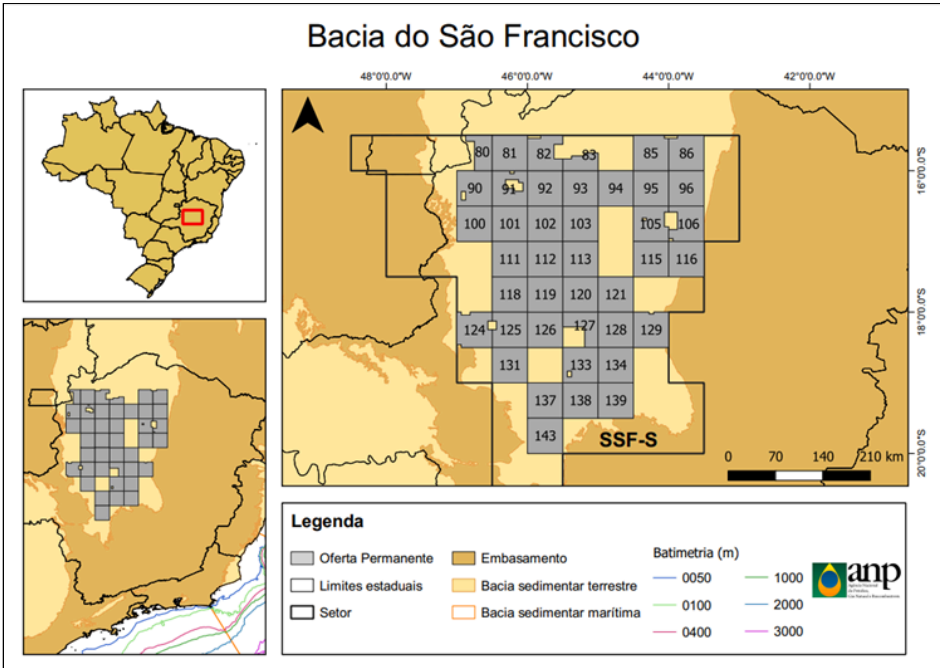 Bacia do São Francisco
48°0'0.0"W 46°0'0.0"W 44°0'0.0"W 42°0'0.0"W
80 81 82 83 85 86
16°0'0.0"S
90 91 92 93 94 95 96
100 101 102 103 105 106
111 112 113 115 116
118 119 120 121
18°0'0.0"S
124 125 126 127 128 129
131 133 134
137 138 139
143 SSF-S
20°0'0.0"S
0 70 140 210 km
Legenda
Oferta Permanente
Limites estaduais
Setor
Embasamento
Bacia sedimentar terrestre
Bacia sedimentar marítima
Batimetria (m)
0050
0100
0400
1000
2000
3000
anp